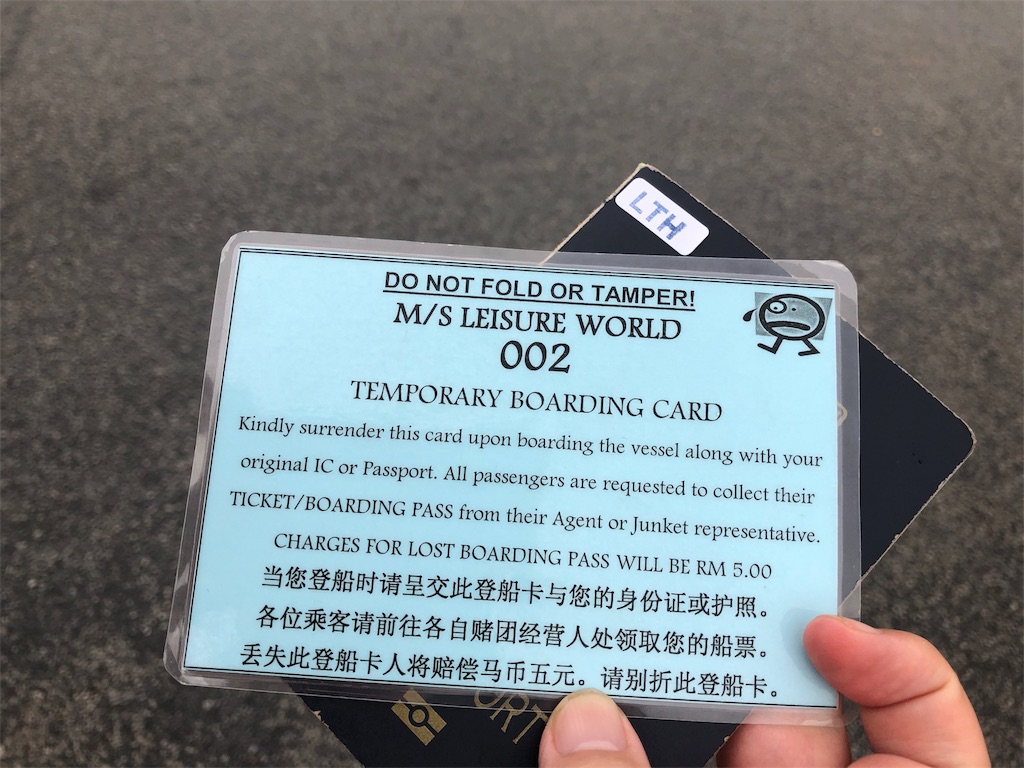 LTH
DO NOT FOLD OR TAMPER!
M/S LEISURE WORLD
002
TEMPORARY BOARDING CARD
Kindly surrender this card upon boarding the vessel along with your
original IC or Passport. All passengers are requested to collect their
TICKET/BOARDING PASS from their Agent or Junket representative.
CHARGES FOR LOST BOARDING PASS WILL BE RM 5.00
当您登船时请呈交此登船卡与您的身份证或护照。
各位乘客请前往各自赌团经营人处领取您的船票。
丢失此登船卡人将赔偿马币五元。请别折此登船卡。